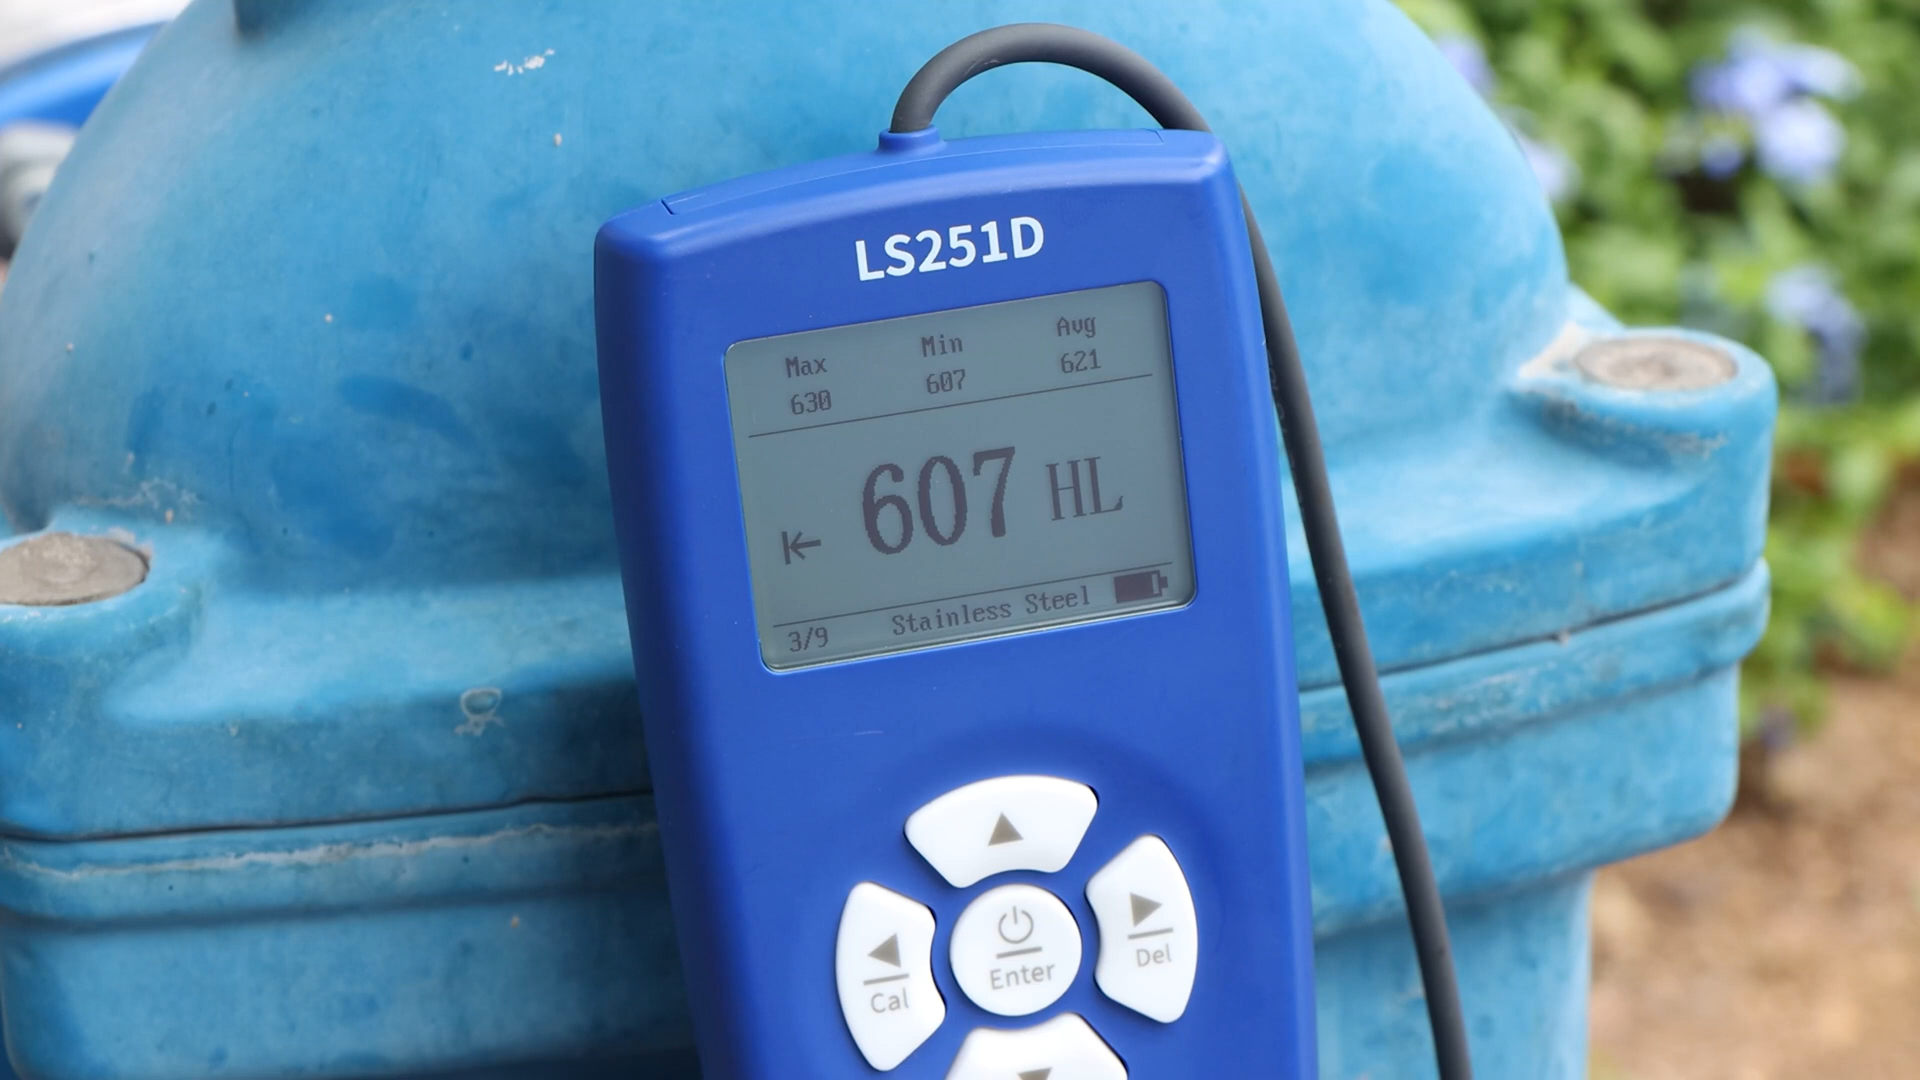 LS251D
Max Min Avg
630 607 621
607 HL
3/9 Stainless Steel
Cal
Enter
Del